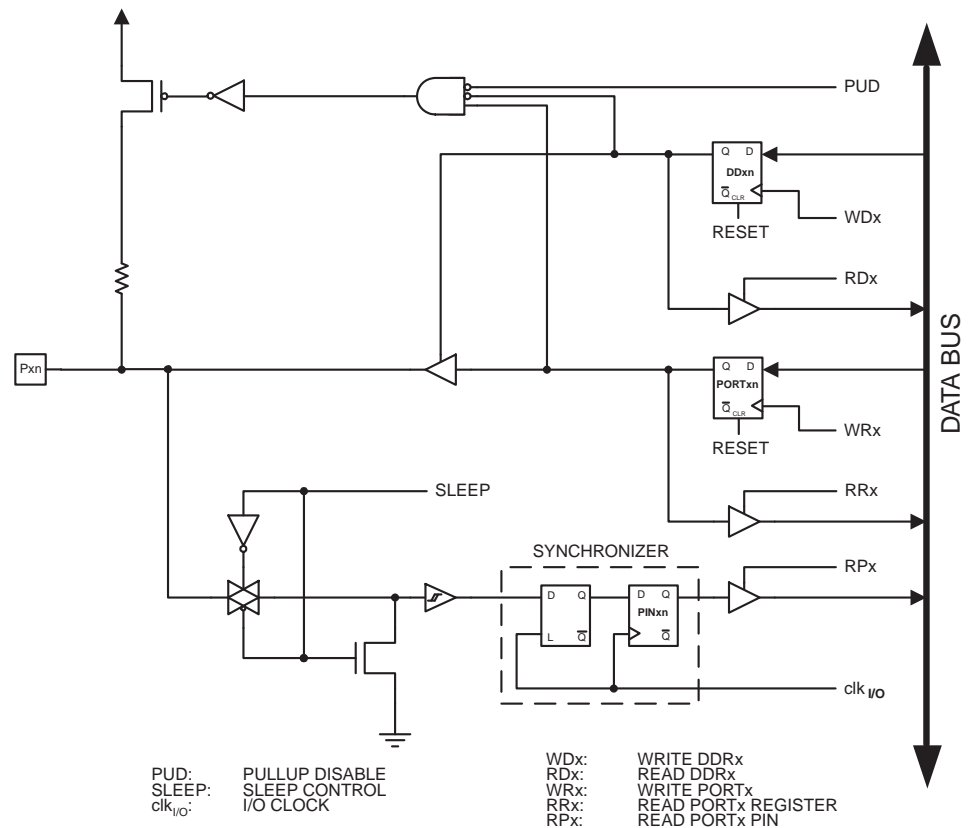 PUD
Q D
DDxn
Q CLR
WDx
RESET
RDx
Pxn
Q D
PORTxn
Q CLR
WRx
RESET
DATA BUS
SLEEP
RRx
SYNCHRONIZER
RPx
D Q
L Q
D Q
PINxn
Q
clk I/O
PUD: PULLUP DISABLE
SLEEP: SLEEP CONTROL
clkI/O: I/O CLOCK
WDx: WRITE DDRx
RDx: READ DDRx
WRx: WRITE PORTx
RRx: READ PORTx REGISTER
RPx: READ PORTx PIN